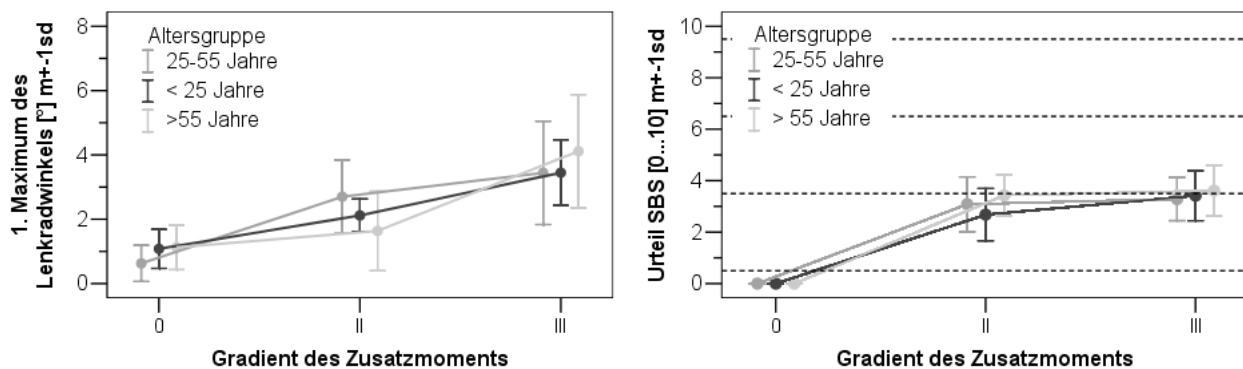 1. Maximum des
Lenkradwinkels [°] m+-1sd
8
6
4
2
0
Altersgruppe
25-55 Jahre
< 25 Jahre
>55 Jahre
0
II
III
Gradient des Zusatzmoments
Urteil SBS [0...10] m+-1sd
10
8
6
4
2
0
Altersgruppe
25-55 Jahre
< 25 Jahre
> 55 Jahre
0
II
III
Gradient des Zusatzmoments